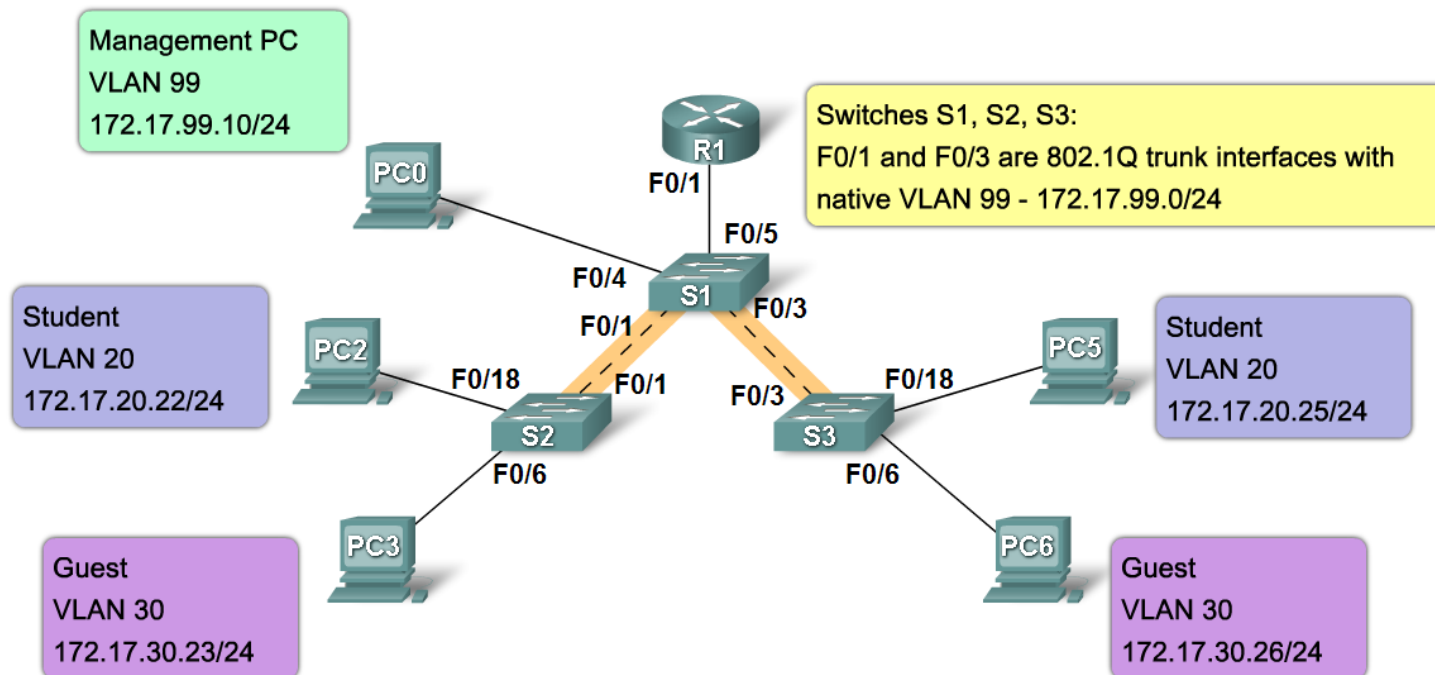 Management PC
VLAN 99
172.17.99.10/24
R1
F0/1
Switches S1, S2, S3:
F0/1 and F0/3 are 802.1Q trunk interfaces with
native VLAN 99 - 172.17.99.0/24
PC0
F0/5
F0/4
S1
F0/3
F0/1
Student
VLAN 20
172.17.20.22/24
PC2
F0/18
F0/1
S2
F0/6
F0/3
F0/18
S3
F0/6
PC5
Student
VLAN 20
172.17.20.25/24
PC3
Guest
VLAN 30
172.17.30.23/24
PC6
Guest
VLAN 30
172.17.30.26/24